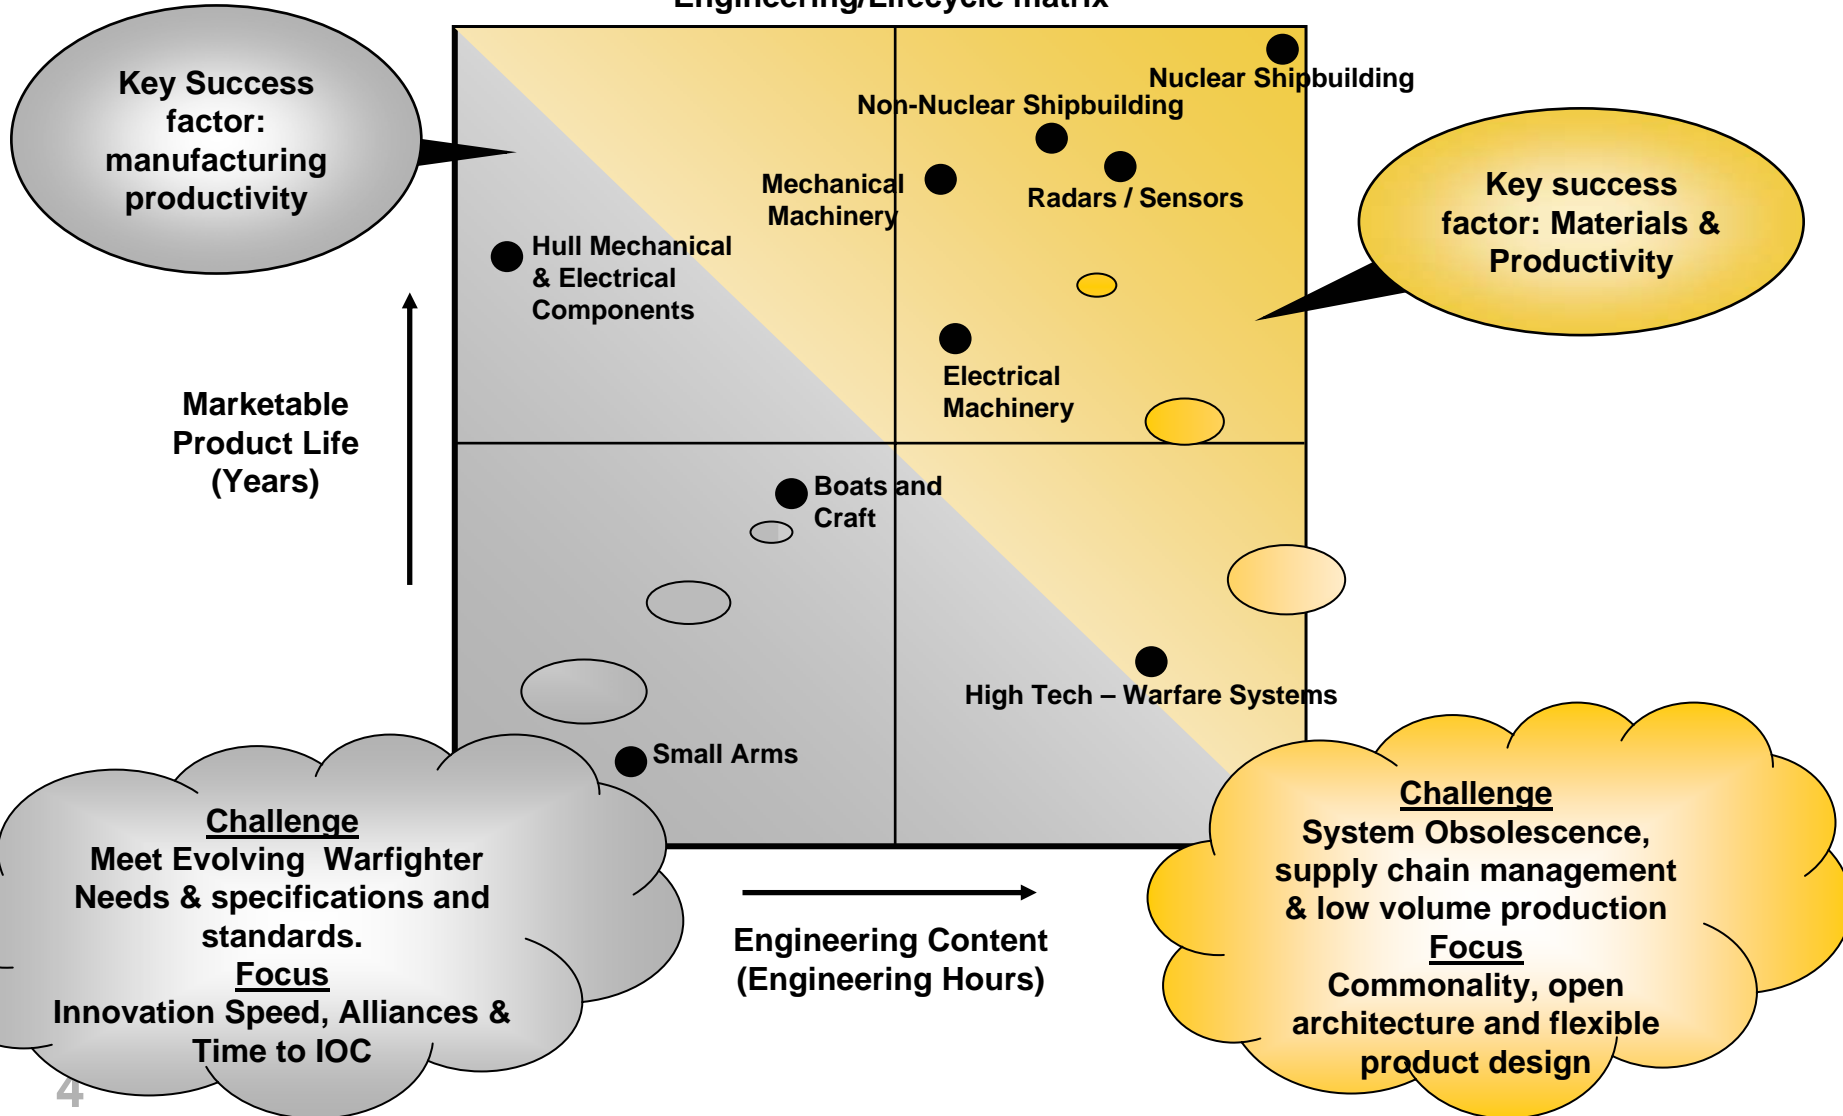 Engineering/Lifecycle matrix
Key Success
factor:
manufacturing
productivity
Nuclear Shipbuilding
Non-Nuclear Shipbuilding
Mechanical
Machinery
Radars / Sensors
Key success
factor: Materials &
Productivity
Hull Mechanical
& Electrical
Components
Electrical
Machinery
Marketable
Product Life
(Years)
Boats and
Craft
High Tech – Warfare Systems
Small Arms
Challenge
Meet Evolving  Warfighter
Needs & specifications and
standards.
Focus
Innovation Speed, Alliances &
Time to IOC
Engineering Content
(Engineering Hours)
Challenge
System Obsolescence,
supply chain management
& low volume production
Focus
Commonality, open
architecture and flexible
product design
4